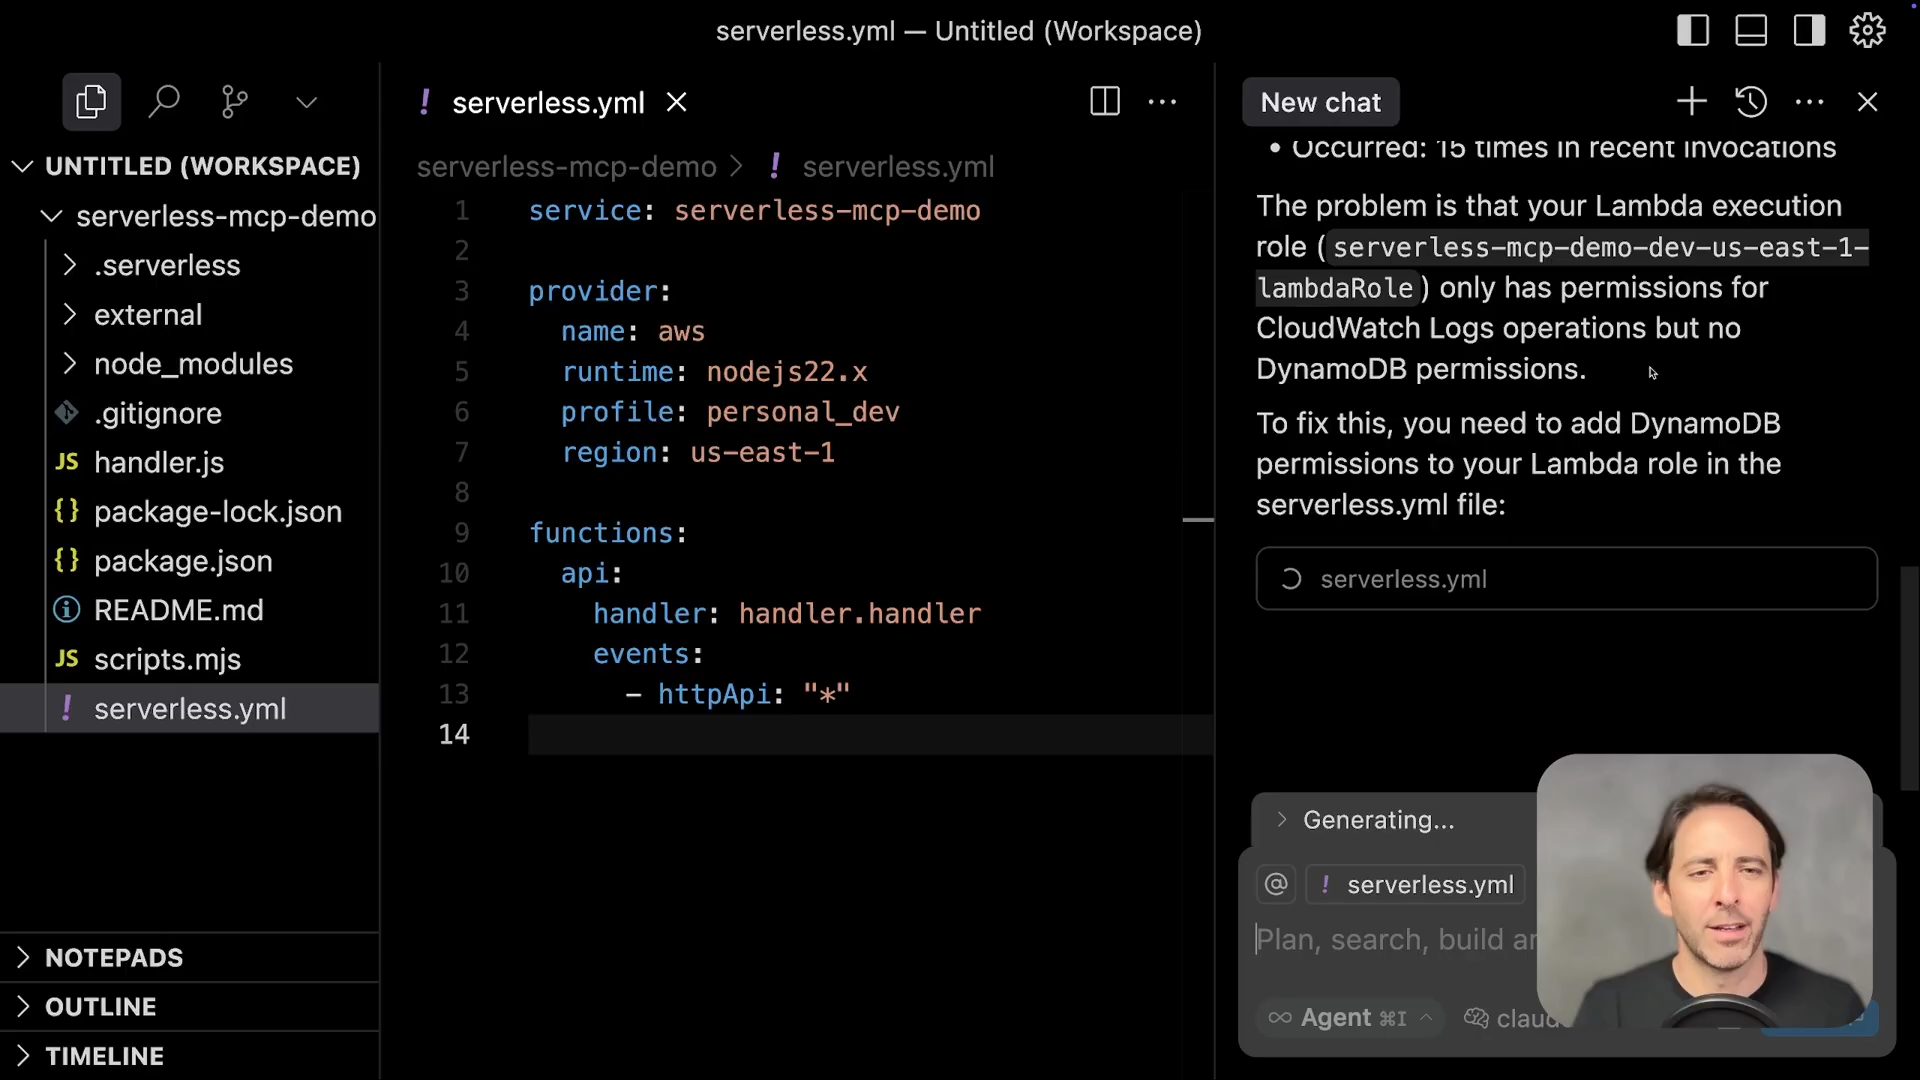 serverless.yml — Untitled (Workspace)
UNTITLED (WORKSPACE)
serverless-mcp-demo
.serverless
external
node_modules
.gitignore
JS handler.js
{} package-lock.json
{} package.json
README.md
JS scripts.mjs
! serverless.yml
NOTEPADS
OUTLINE
TIMELINE
! serverless.yml
serverless-mcp-demo > ! serverless.yml
1 service: serverless-mcp-demo
2
3 provider:
4 name: aws
5 runtime: nodejs22.x
6 profile: personal_dev
7 region: us-east-1
8
9 functions:
10 api:
11 handler: handler.handler
12 events:
13 - httpApi: "*"
14
New chat
• Occurred: 15 times in recent invocations
The problem is that your Lambda execution
role ( serverless-mcp-demo-dev-us-east-1-
lambdaRole ) only has permissions for
CloudWatch Logs operations but no
DynamoDB permissions.
To fix this, you need to add DynamoDB
permissions to your Lambda role in the
serverless.yml file:
serverless.yml
Generating...
@ ! serverless.yml
Plan, search, build
∞ Agent ⌘I